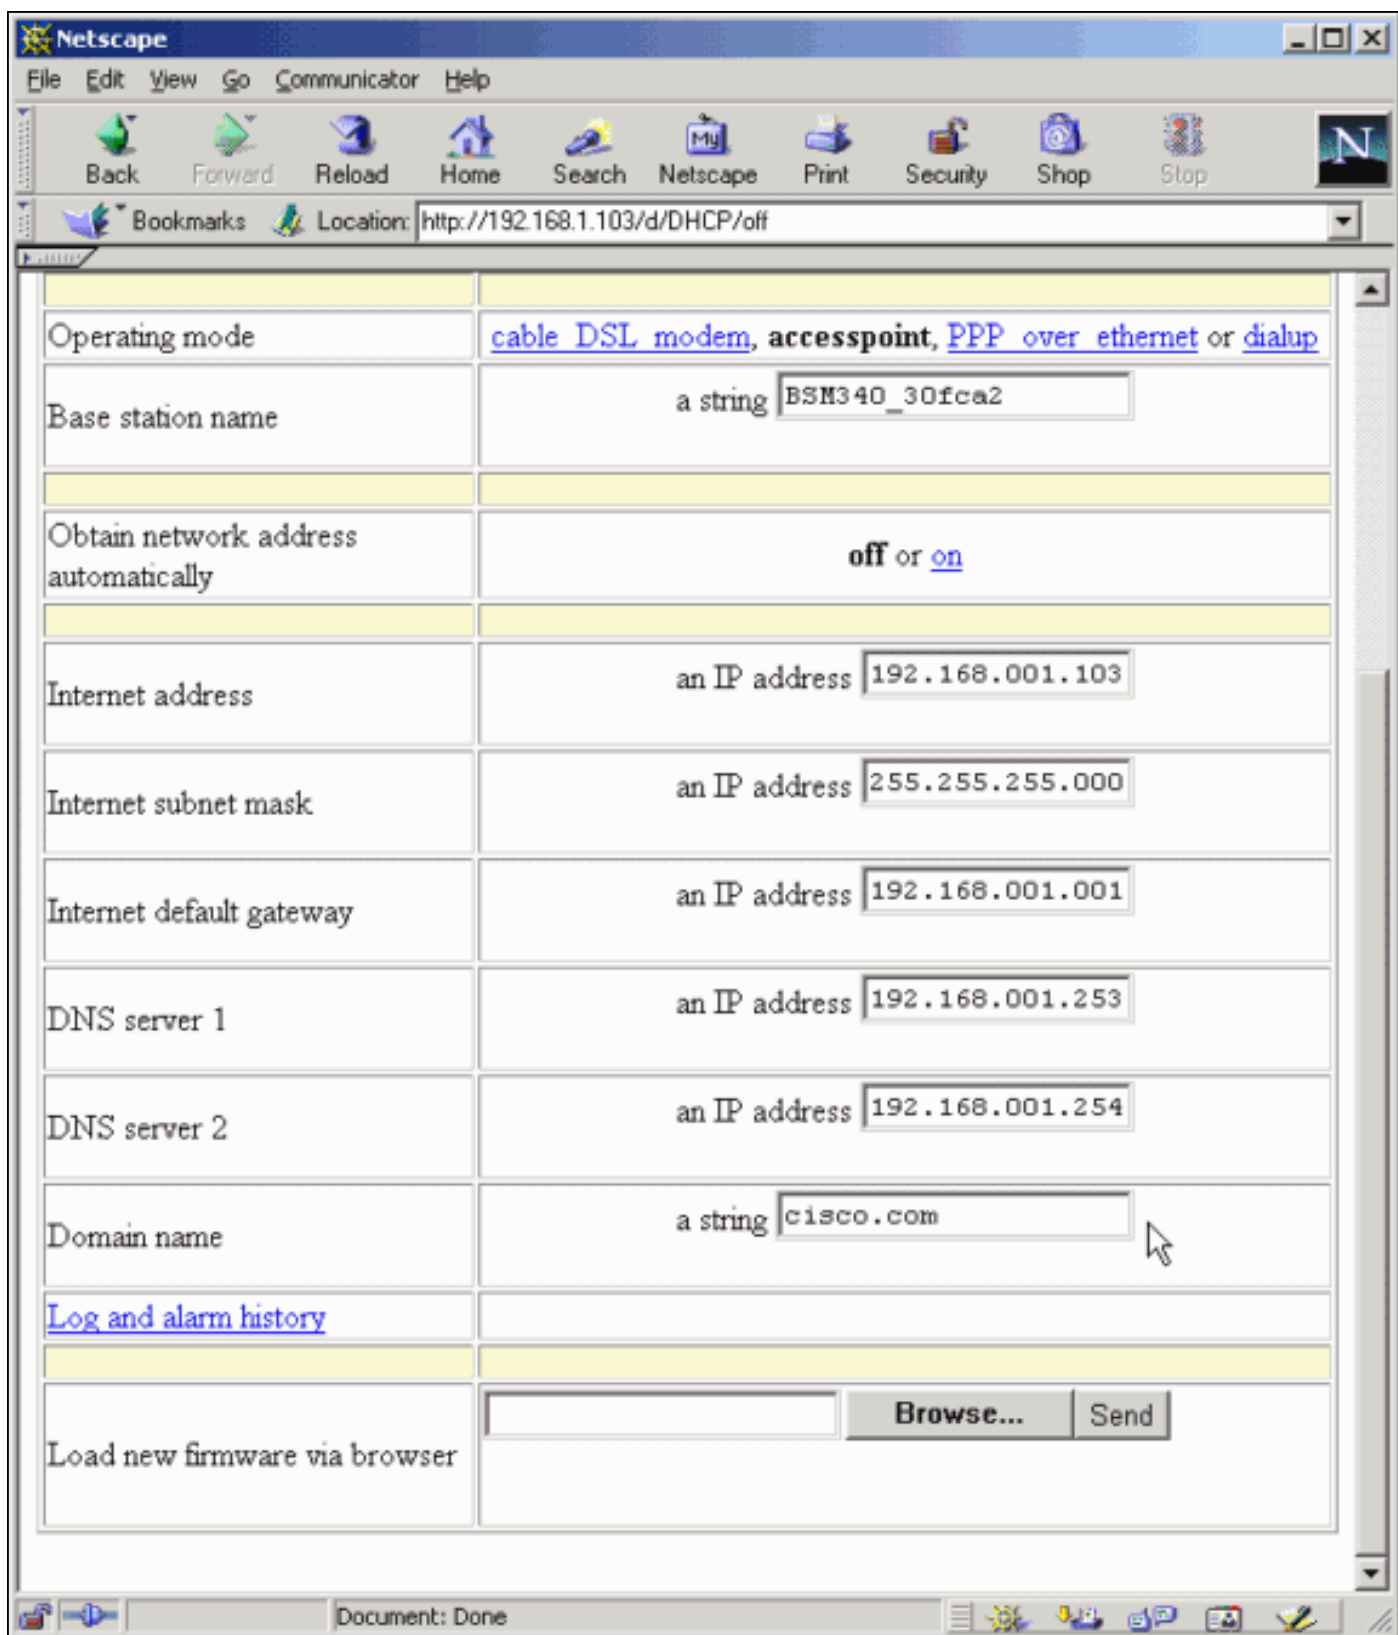 Netscape
File Edit View Go Communicator Help
Back Forward Reload Home Search Netscape Print Security Shop Stop
My
N
Bookmarks Location: http://192.168.1.103/d/DHCP/off
Operating mode cable DSL modem, accesspoint, PPP over ethernet or dialup
Base station name a string BSM340_30fca2
Obtain network address
automatically
off or on
Internet address an IP address 192.168.001.103
Internet subnet mask an IP address 255.255.255.000
Internet default gateway an IP address 192.168.001.001
DNS server 1 an IP address 192.168.001.253
DNS server 2 an IP address 192.168.001.254
Domain name a string cisco.com
Log and alarm history
Load new firmware via browser Browse... Send
Document: Done